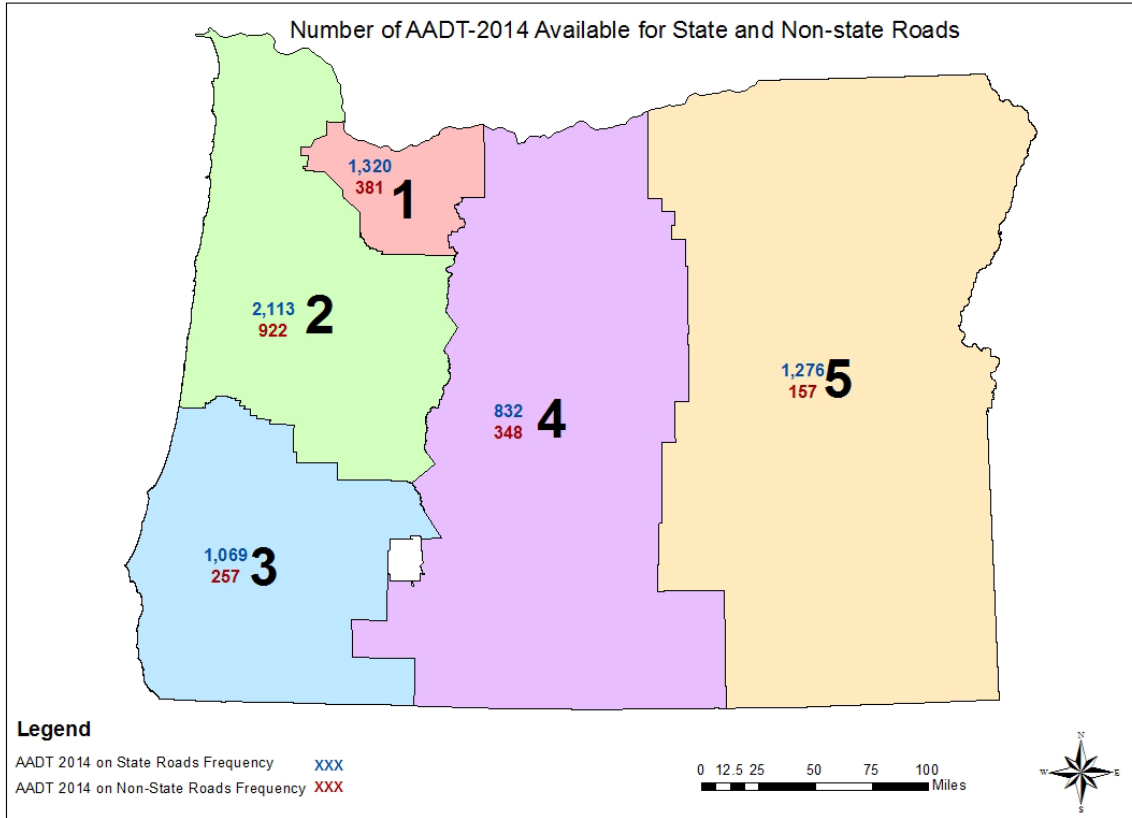 Number of AADT-2014 Available for State and Non-state Roads
1,320
381
1
2,113
922
2
1,276
157
5
832
348
4
1,069
257
3
Legend
AADT 2014 on State Roads Frequency XXX
AADT 2014 on Non-State Roads Frequency XXX
0 12.5 25 50 75 100
Miles
N
W E
S